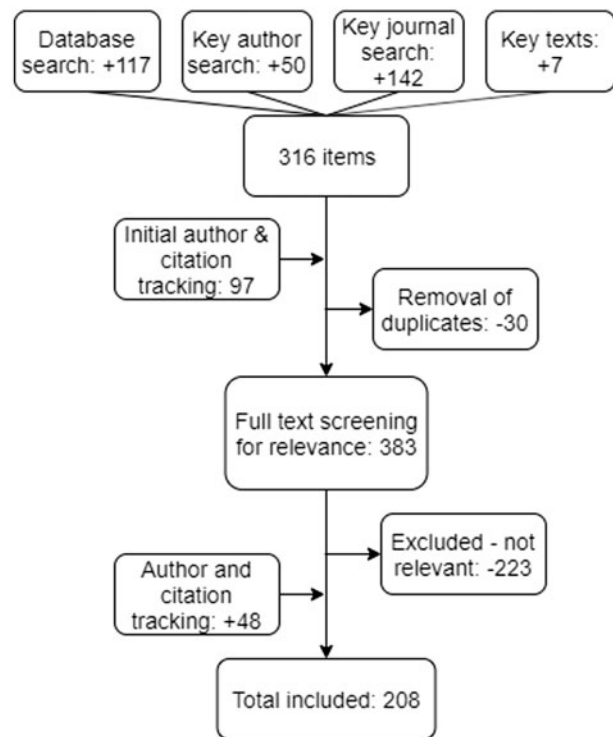 Database
search: +117
Key author
search: +50
Key journal
search:
+142
Key texts:
+7
316 items
Initial author &
citation
tracking: 97
Removal of
duplicates: -30
Full text screening
for relevance: 383
Excluded - not
relevant: -223
Author and
citation
tracking: +48
Total included: 208